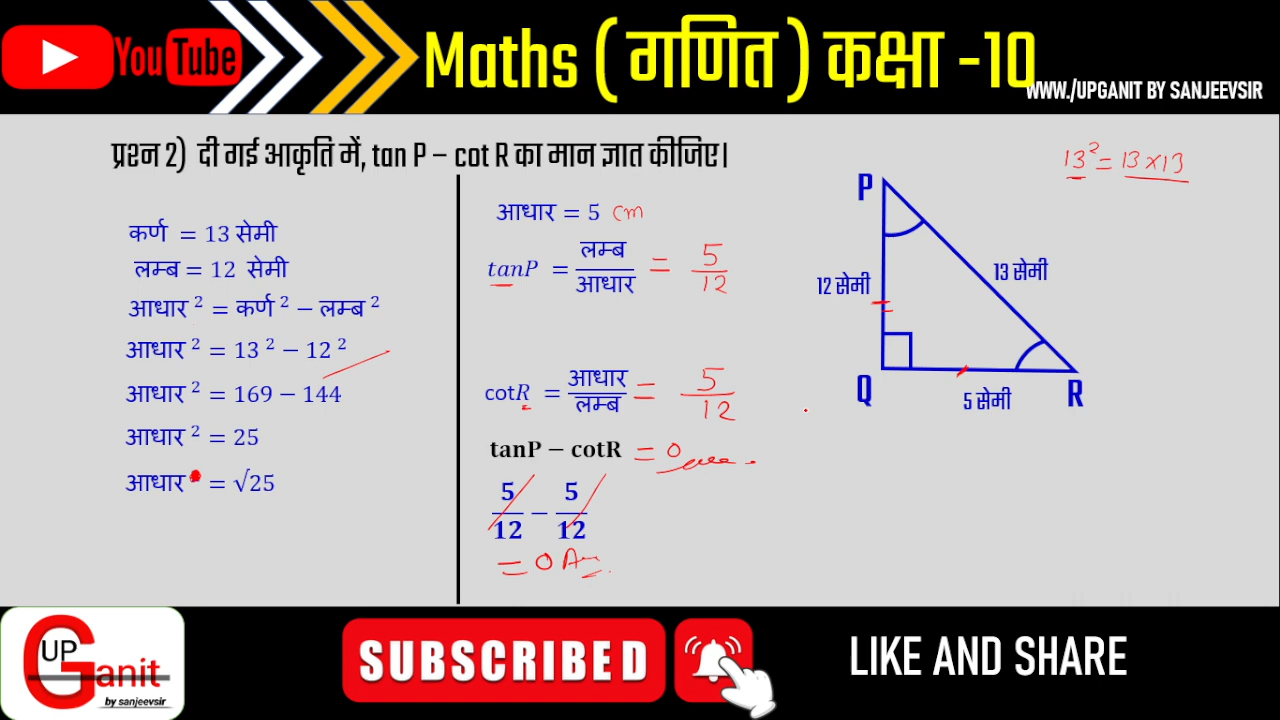 YouTube
Maths ( गणित ) कक्षा -10
WWW./UPGANIT BY SANJEEVSIR
प्रश्न 2) दी गई आकृति में, tan P – cot R का मान ज्ञात कीजिए।
कर्ण = 13 सेमी
लम्ब = 12 सेमी
आधार ² = कर्ण ² − लम्ब ²
आधार ² = 13 ² − 12 ²
आधार ² = 169 − 144
आधार ² = 25
आधार = √25
आधार = 5 cm
tanP = लम्ब/आधार = 5/12
cotR = आधार/लम्ब = 5/12
tanP − cotR = 0
5/12 − 5/12
= 0 Ans
13² = 13 × 13
P
12 सेमी
13 सेमी
Q
5 सेमी
R
UP
Ganit
by sanjeevsir
SUBSCRIBED
LIKE AND SHARE